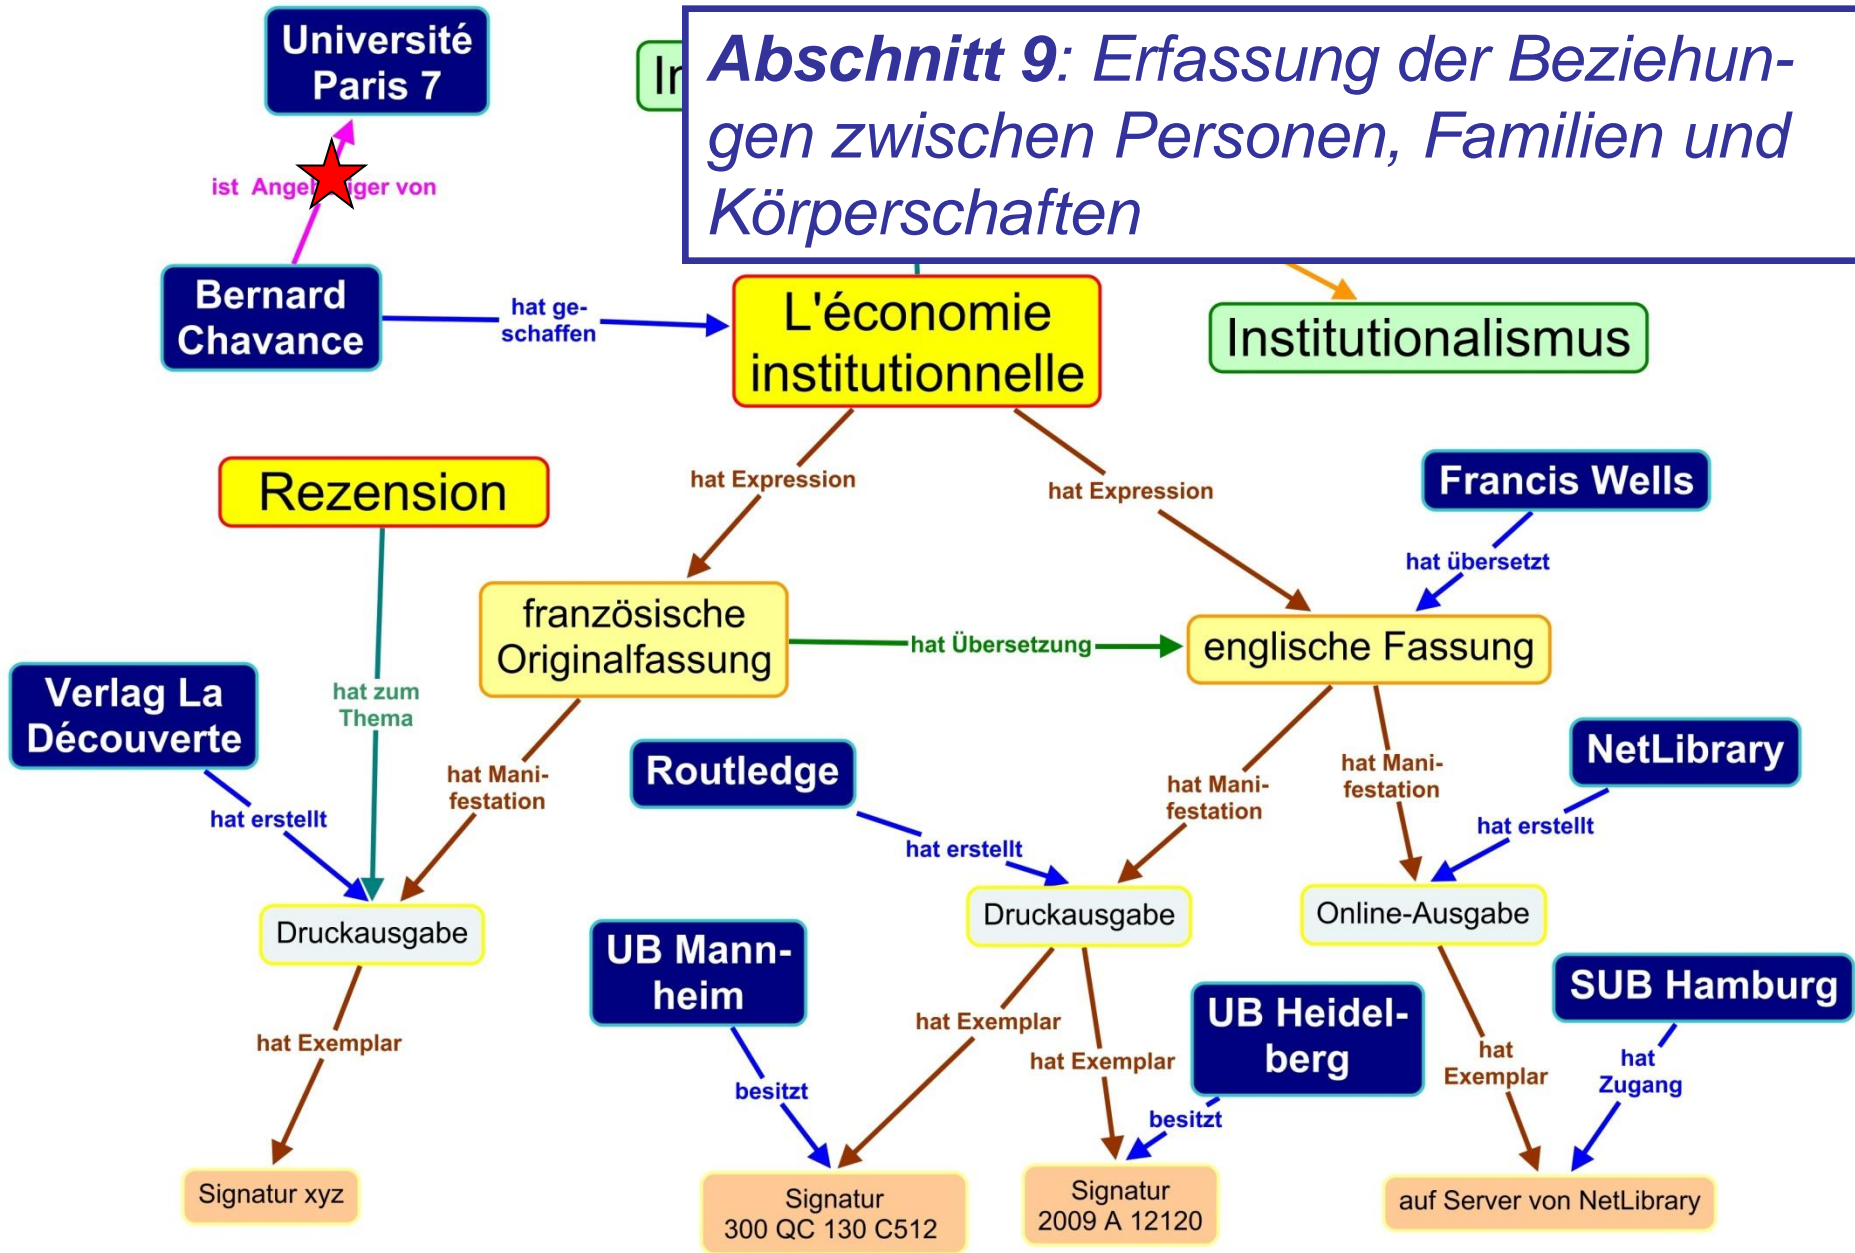 Université
Paris 7
Abschnitt 9: Erfassung der Beziehun-
gen zwischen Personen, Familien und
Körperschaften
ist
von
Bernard
Chavance
hat ge-
schaffen
L'économie
institutionnelle
Institutionalismus
Rezension
hat Expression
hat Expression
Francis Wells
hat übersetzt
französische
Originalfassung
hat Übersetzung
englische Fassung
Verlag La
Découverte
hat zum
Thema
hat erstellt
hat Mani-
festation
Routledge
hat erstellt
hat Mani-
festation
hat Mani-
festation
NetLibrary
hat erstellt
Druckausgabe
Druckausgabe
Online-Ausgabe
UB Mann-
heim
UB Heidel-
berg
SUB Hamburg
hat Exemplar
besitzt
hat Exemplar
hat Exemplar
besitzt
hat
Exemplar
hat
Zugang
Signatur xyz
Signatur
300 QC 130 C512
Signatur
2009 A 12120
auf Server von NetLibrary